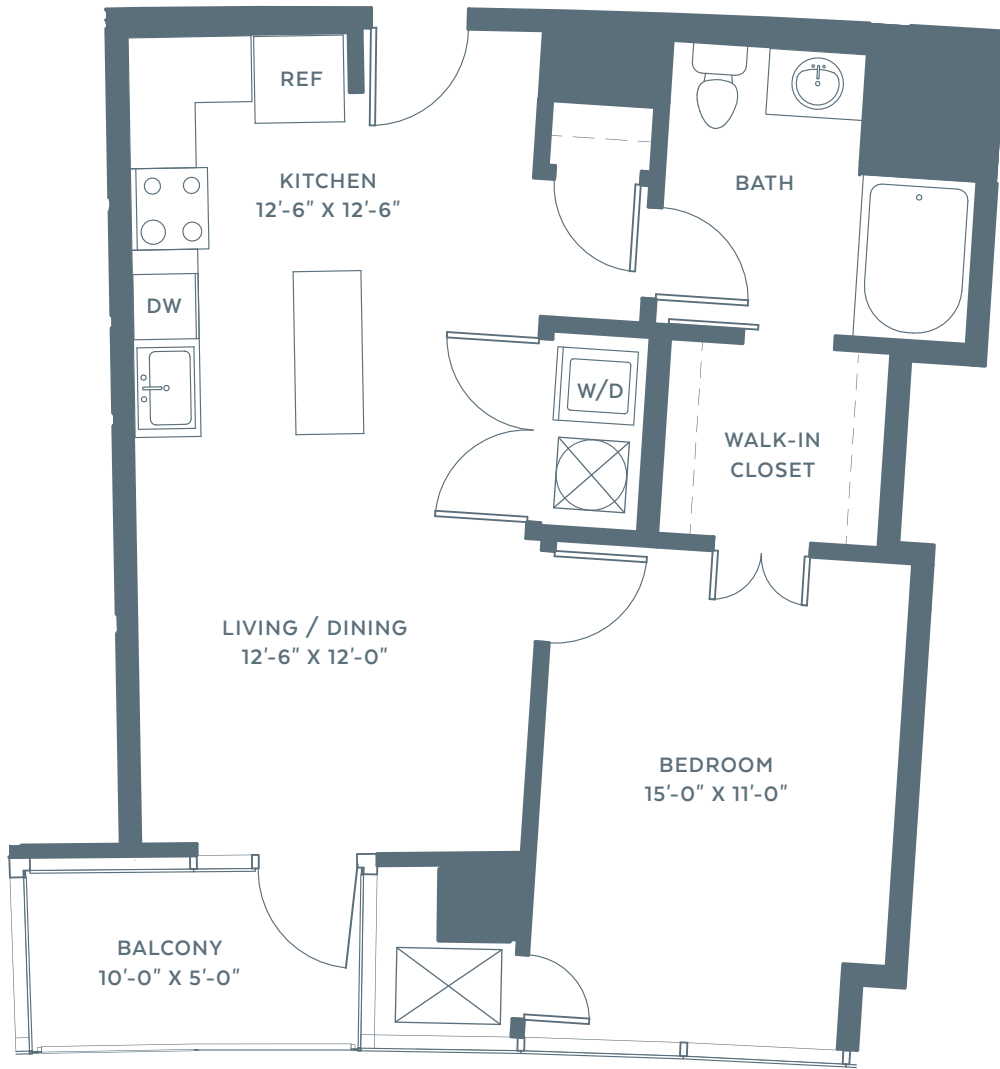 REF
KITCHEN
12'-6" X 12'-6"
BATH
DW
W/D
WALK-IN
CLOSET
LIVING / DINING
12'-6" X 12'-0"
BEDROOM
15'-0" X 11'-0"
BALCONY
10'-0" X 5'-0"